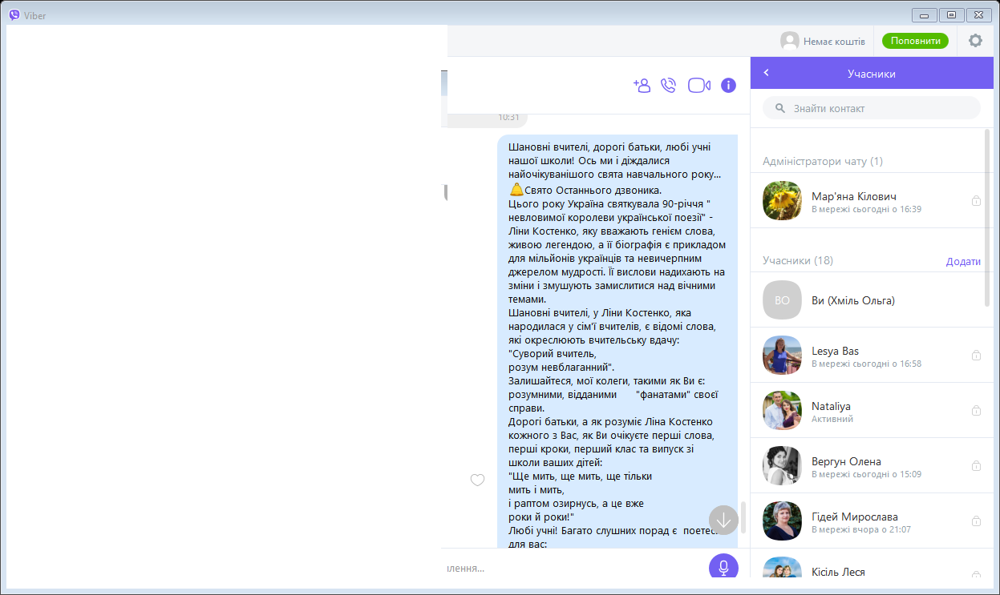 Viber
Немає коштів
Поповнити
Учасники
Знайти контакт
10:31
Шановні вчителі, дорогі батьки, любі учні
нашої школи! Ось ми і діждалися
найочікуванішого свята навчального року...
🔔Свято Останнього дзвоника.
Цього року Україна святкувала 90-річчя "
невловимої королеви української поезії" -
Ліни Костенко, яку вважають генієм слова,
живою легендою, а її біографія є прикладом
для мільйонів українців та невичерпним
джерелом мудрості. Її вислови надихають на
зміни і змушують замислитися над вічними
темами.
Шановні вчителі, у Ліни Костенко, яка
народилася у сім'ї вчителів, є відомі слова,
які окреслюють вчительську вдачу:
"Суворий вчитель,
розум невблаганний".
Залишайтеся, мої колеги, такими як Ви є:
розумними, відданими "фанатами" своєї
справи.
Дорогі батьки, а як розуміє Ліна Костенко
кожного з Вас, як Ви очікуєте перші слова,
перші кроки, перший клас та випуск зі
школи ваших дітей:
"Ще мить, ще мить, ще тільки
мить і мить,
і раптом озирнусь, а це вже
роки й роки!"
Любі учні! Багато слушних порад є поетеси
для вас:
лення...
Адміністратори чату (1)
Мар'яна Кілович
В мережі сьогодні о 16:39
Учасники (18)
Додати
ВО
Ви (Хміль Ольга)
Lesya Bas
В мережі сьогодні о 16:58
Nataliya
Активний
Вергун Олена
В мережі сьогодні о 15:09
Гідей Мирослава
В мережі вчора о 21:07
Кісіль Леся